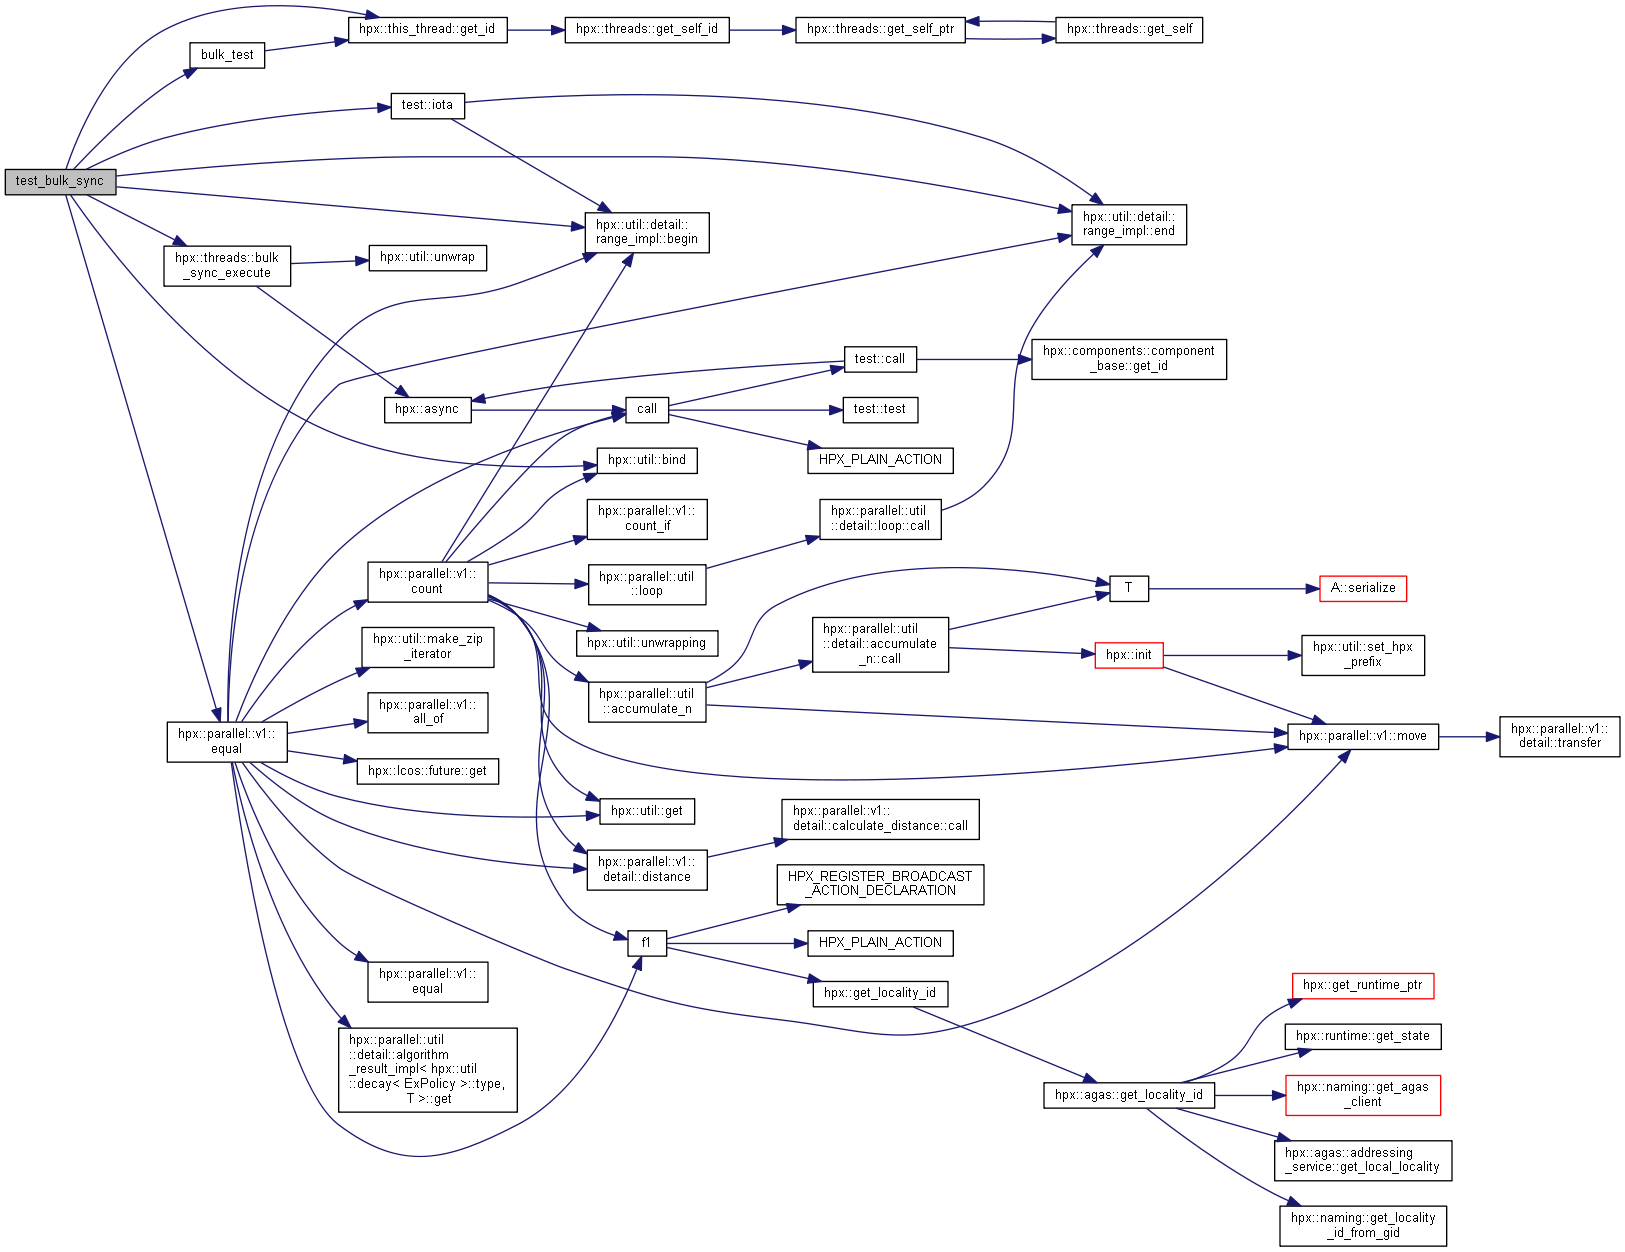 hpx::this_thread::get_id
hpx::threads::get_self_id
hpx::threads::get_self_ptr
hpx::threads::get_self
bulk_test
test::iota
test_bulk_sync
hpx::util::detail::
range_impl::begin
hpx::util::detail::
range_impl::end
hpx::threads::bulk
_sync_execute
hpx::util::unwrap
test::call
hpx::components::component
_base::get_id
hpx::async
call
test::test
hpx::util::bind
HPX_PLAIN_ACTION
hpx::parallel::v1::
count_if
hpx::parallel::util
::detail::loop::call
hpx::parallel::v1::
count
hpx::parallel::util
::loop
T
A::serialize
hpx::util::make_zip
_iterator
hpx::util::unwrapping
hpx::parallel::util
::detail::accumulate
_n::call
hpx::init
hpx::util::set_hpx
_prefix
hpx::parallel::v1::
all_of
hpx::parallel::util
::accumulate_n
hpx::parallel::v1::
equal
hpx::parallel::v1::move
hpx::parallel::v1::
detail::transfer
hpx::lcos::future::get
hpx::util::get
hpx::parallel::v1::
detail::calculate_distance::call
hpx::parallel::v1::
detail::distance
HPX_REGISTER_BROADCAST
_ACTION_DECLARATION
f1
HPX_PLAIN_ACTION
hpx::parallel::v1::
equal
hpx::get_locality_id
hpx::get_runtime_ptr
hpx::parallel::util
::detail::algorithm
_result_impl< hpx::util
::decay< ExPolicy >::type,
T >::get
hpx::runtime::get_state
hpx::agas::get_locality_id
hpx::naming::get_agas
_client
hpx::agas::addressing
_service::get_local_locality
hpx::naming::get_locality
_id_from_gid